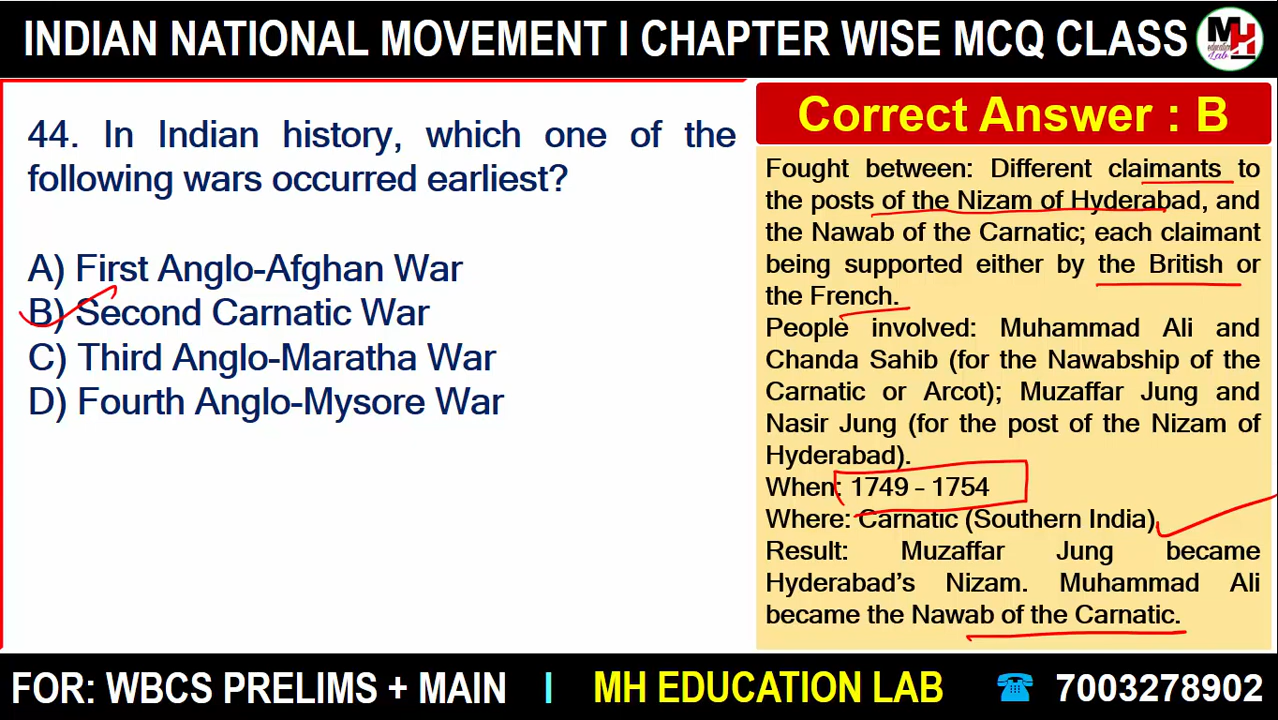 INDIAN NATIONAL MOVEMENT I CHAPTER WISE MCQ CLASS
MH
education
Lab
44. In Indian history, which one of the
following wars occurred earliest?
A) First Anglo-Afghan War
B) Second Carnatic War
C) Third Anglo-Maratha War
D) Fourth Anglo-Mysore War
Correct Answer : B
Fought between: Different claimants to
the posts of the Nizam of Hyderabad, and
the Nawab of the Carnatic; each claimant
being supported either by the British or
the French.
People involved: Muhammad Ali and
Chanda Sahib (for the Nawabship of the
Carnatic or Arcot); Muzaffar Jung and
Nasir Jung (for the post of the Nizam of
Hyderabad).
When: 1749 – 1754
Where: Carnatic (Southern India)
Result: Muzaffar Jung became
Hyderabad’s Nizam. Muhammad Ali
became the Nawab of the Carnatic.
FOR: WBCS PRELIMS + MAIN I MH EDUCATION LAB ☎ 7003278902